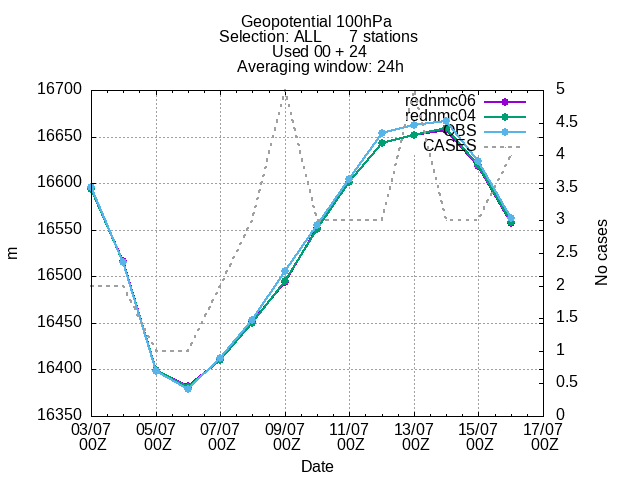 Geopotential 100hPa
Selection: ALL 7 stations
Used 00 + 24
Averaging window: 24h
rednmc06
rednmc04
OBS
CASES
16700
16650
16600
16550
16500
16450
16400
16350
m
5
4.5
4
3.5
3
2.5
2
1.5
1
0.5
0
No cases
03/07 05/07 07/07 09/07 11/07 13/07 15/07 17/07
00Z 00Z 00Z 00Z 00Z 00Z 00Z 00Z
Date